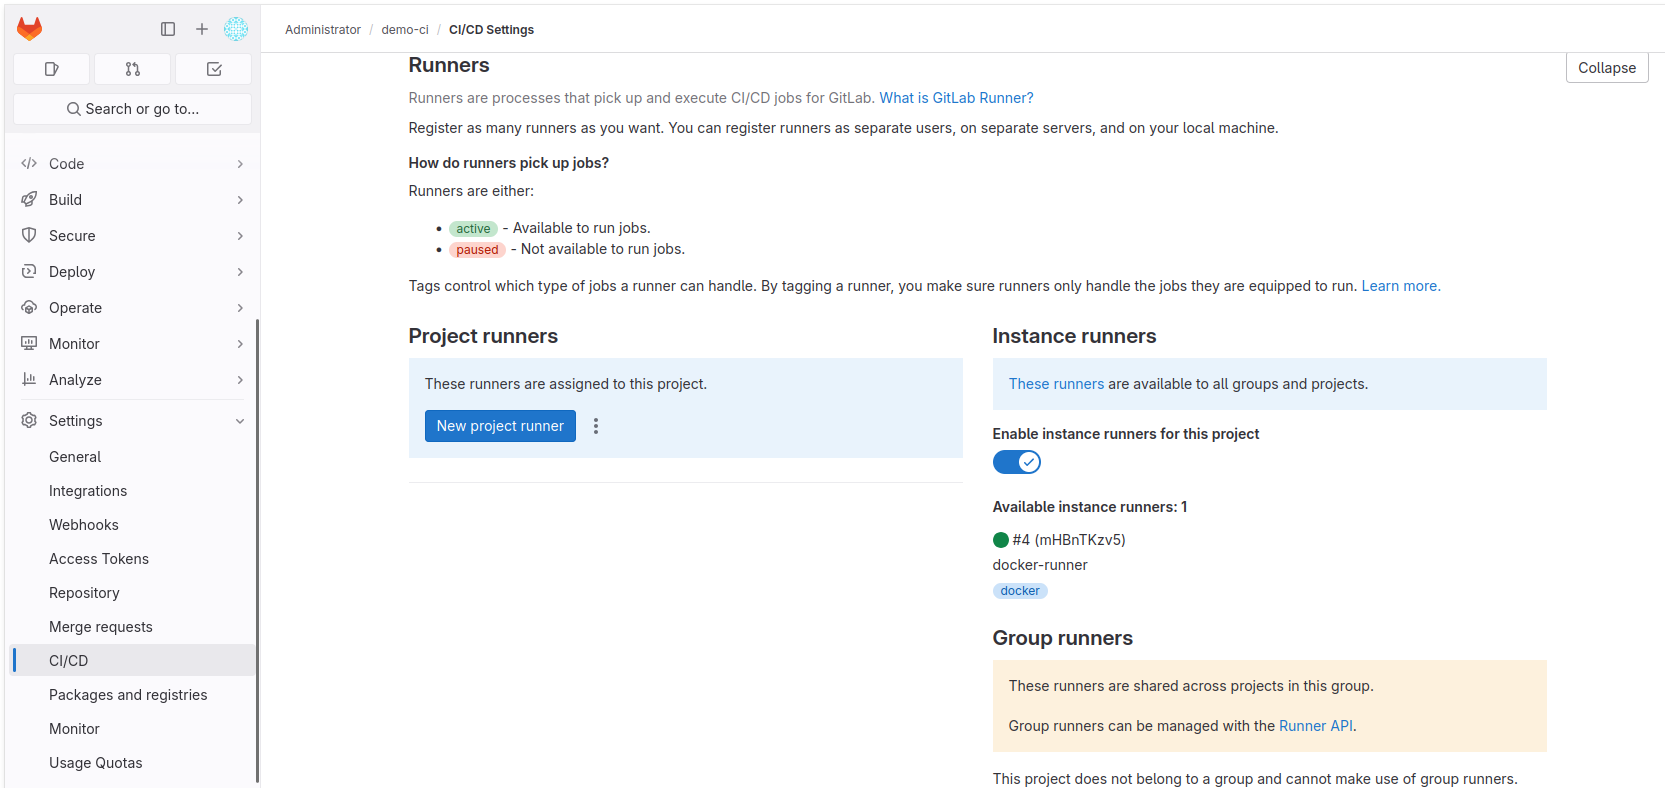 Administrator / demo-ci / CI/CD Settings
Search or go to...
Code
Build
Secure
Deploy
Operate
Monitor
Analyze
Settings
General
Integrations
Webhooks
Access Tokens
Repository
Merge requests
CI/CD
Packages and registries
Monitor
Usage Quotas
Runners
Collapse
Runners are processes that pick up and execute CI/CD jobs for GitLab. What is GitLab Runner?
Register as many runners as you want. You can register runners as separate users, on separate servers, and on your local machine.
How do runners pick up jobs?
Runners are either:
• active - Available to run jobs.
• paused - Not available to run jobs.
Tags control which type of jobs a runner can handle. By tagging a runner, you make sure runners only handle the jobs they are equipped to run. Learn more.
Project runners
These runners are assigned to this project.
New project runner
Instance runners
These runners are available to all groups and projects.
Enable instance runners for this project
Available instance runners: 1
#4 (mHBnTKzv5)
docker-runner
docker
Group runners
These runners are shared across projects in this group.
Group runners can be managed with the Runner API.
This project does not belong to a group and cannot make use of group runners.